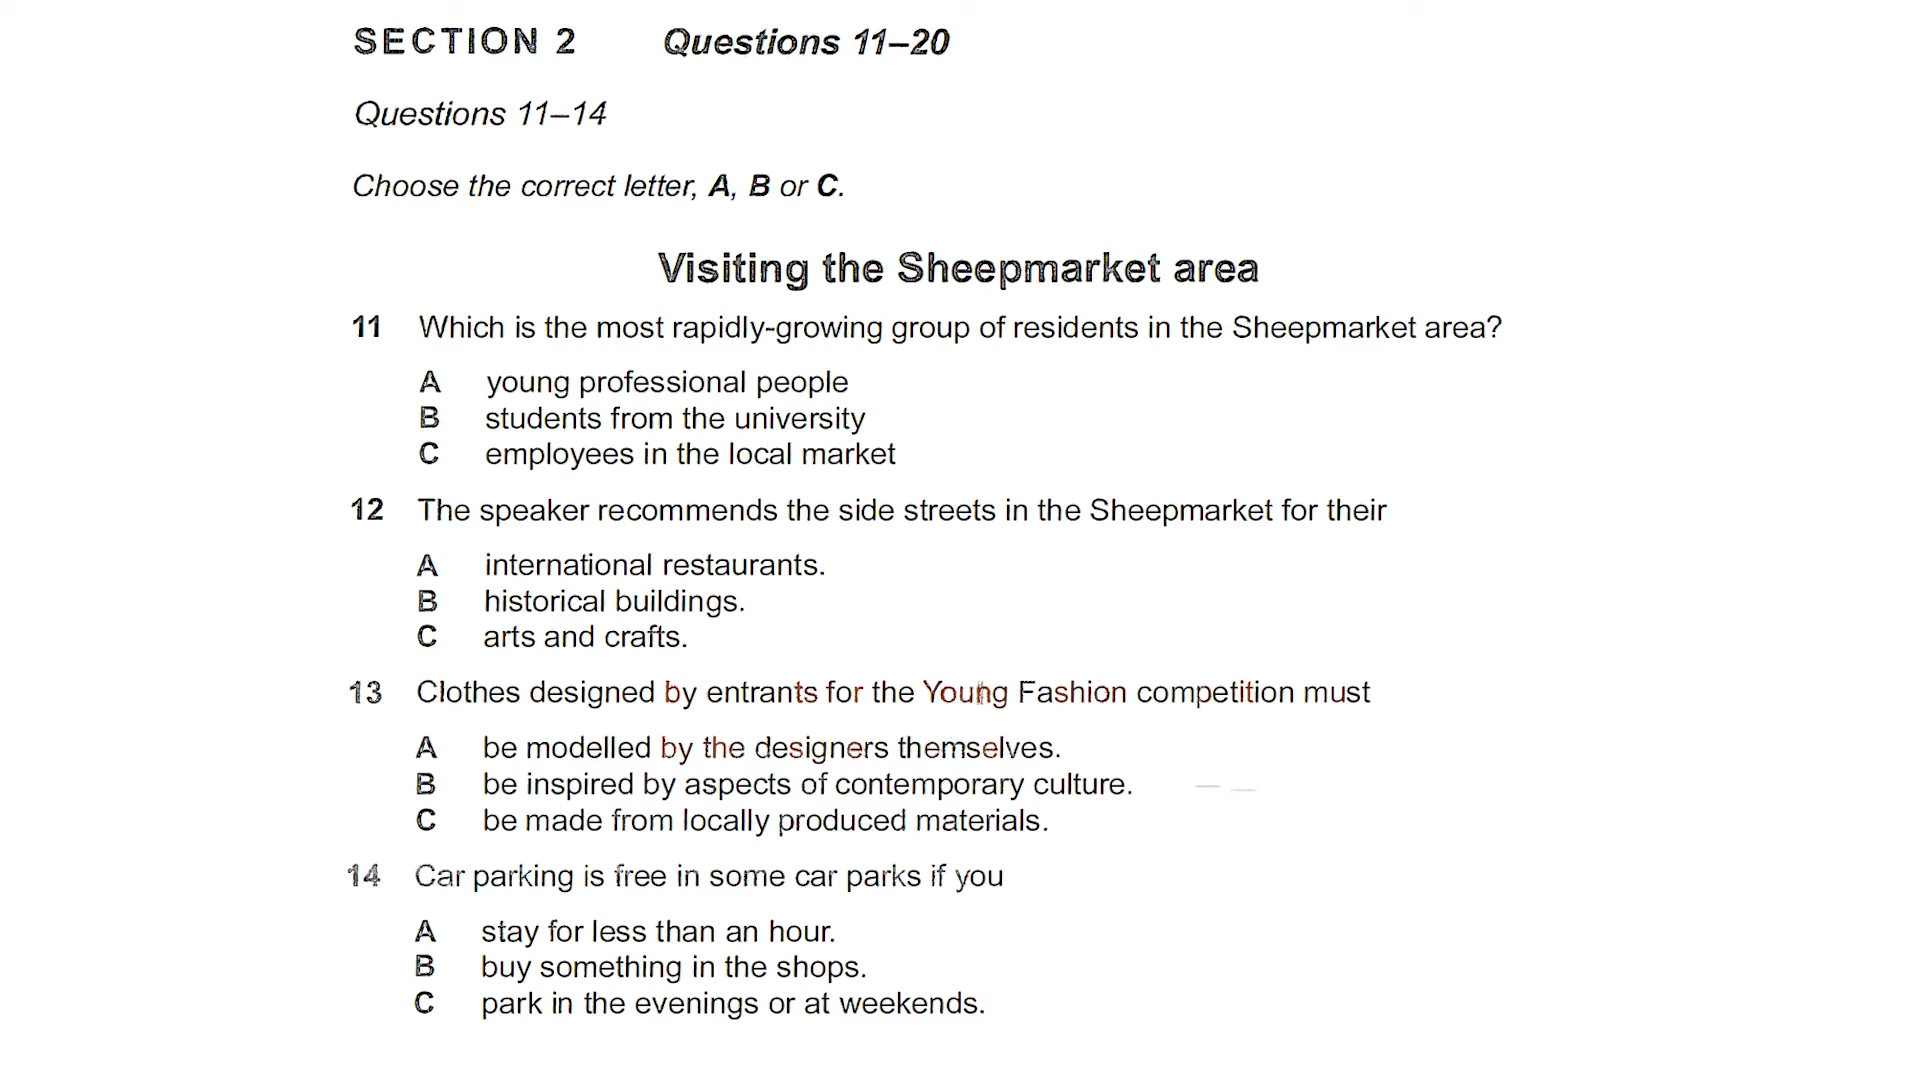 SECTION 2 Questions 11–20
Questions 11–14
Choose the correct letter, A, B or C.
Visiting the Sheepmarket area
11 Which is the most rapidly-growing group of residents in the Sheepmarket area?
A young professional people
B students from the university
C employees in the local market
12 The speaker recommends the side streets in the Sheepmarket for their
A international restaurants.
B historical buildings.
C arts and crafts.
13 Clothes designed by entrants for the Young Fashion competition must
A be modelled by the designers themselves.
B be inspired by aspects of contemporary culture.
C be made from locally produced materials.
14 Car parking is free in some car parks if you
A stay for less than an hour.
B buy something in the shops.
C park in the evenings or at weekends.